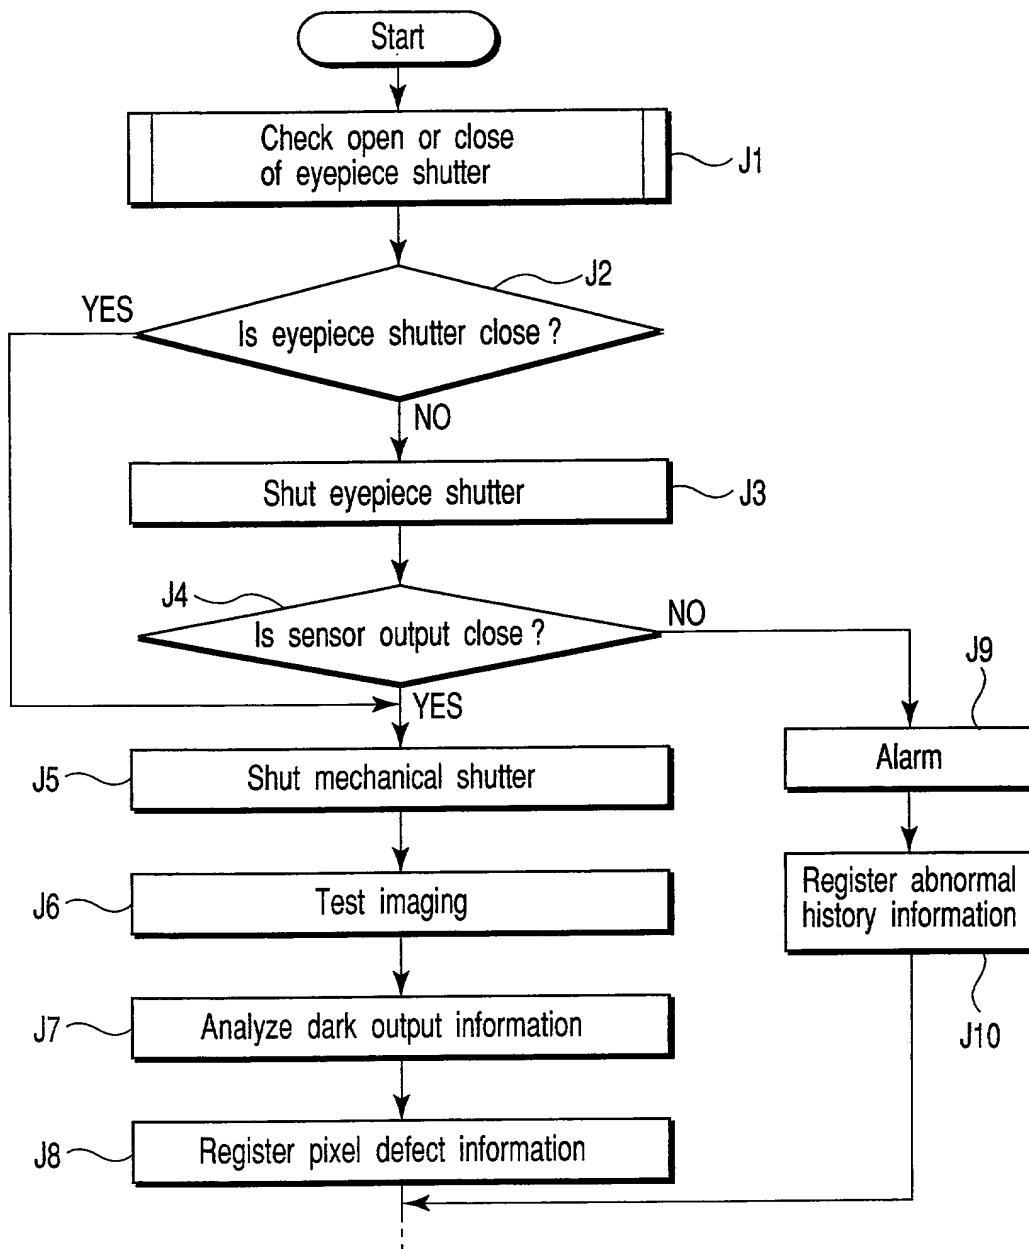 Start
Check open or close
of eyepiece shutter
J1
J2
YES
Is eyepiece shutter close ?
NO
Shut eyepiece shutter
J3
J4
Is sensor output close ?
NO
YES
J9
Alarm
J5
Shut mechanical shutter
J6
Test imaging
Register abnormal
history information
J10
J7
Analyze dark output information
J8
Register pixel defect information